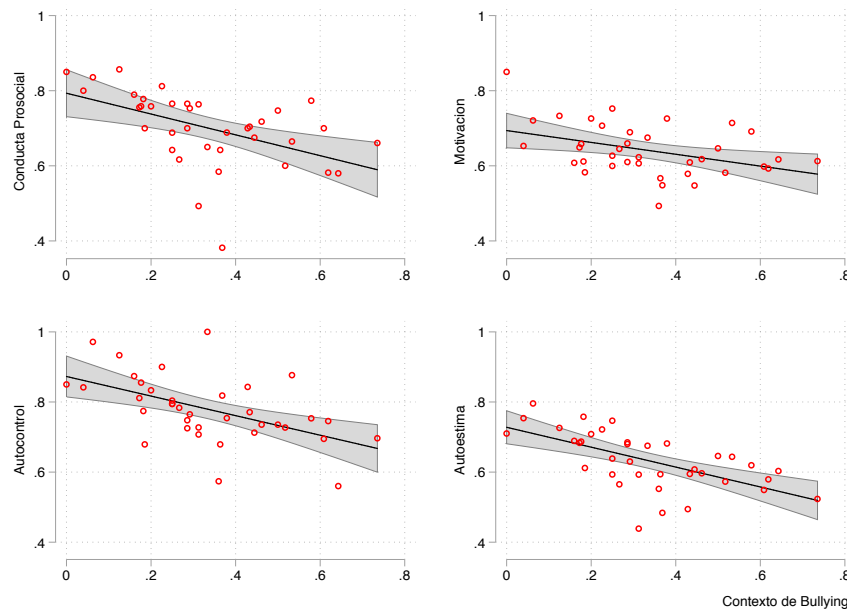 Conducta Prosocial
1
.8
.6
.4
0 .2 .4 .6 .8
Motivacion
1
.8
.6
.4
0 .2 .4 .6 .8
Autocontrol
1
.8
.6
.4
0 .2 .4 .6 .8
Autoestima
1
.8
.6
.4
0 .2 .4 .6 .8
Contexto de Bullying